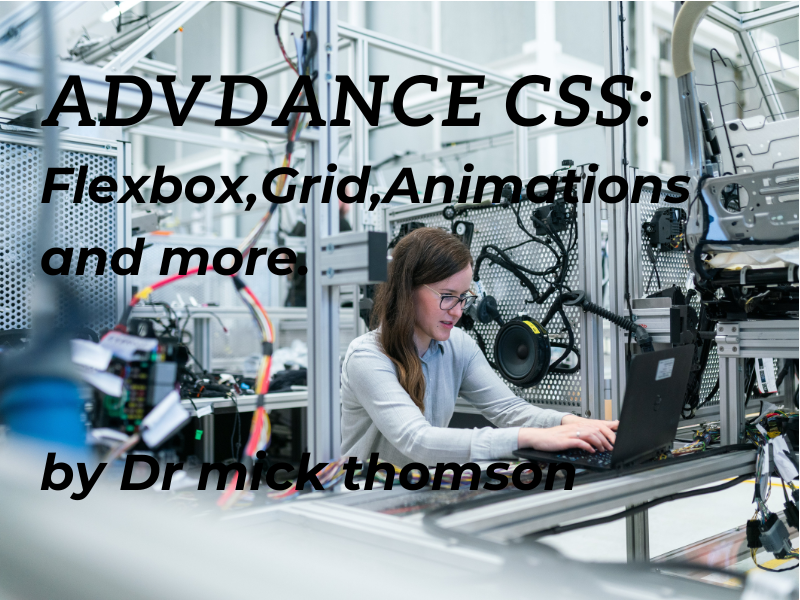 ADVDANCE CSS:
Flexbox,Grid,Animations
and more.
by Dr mick thomson